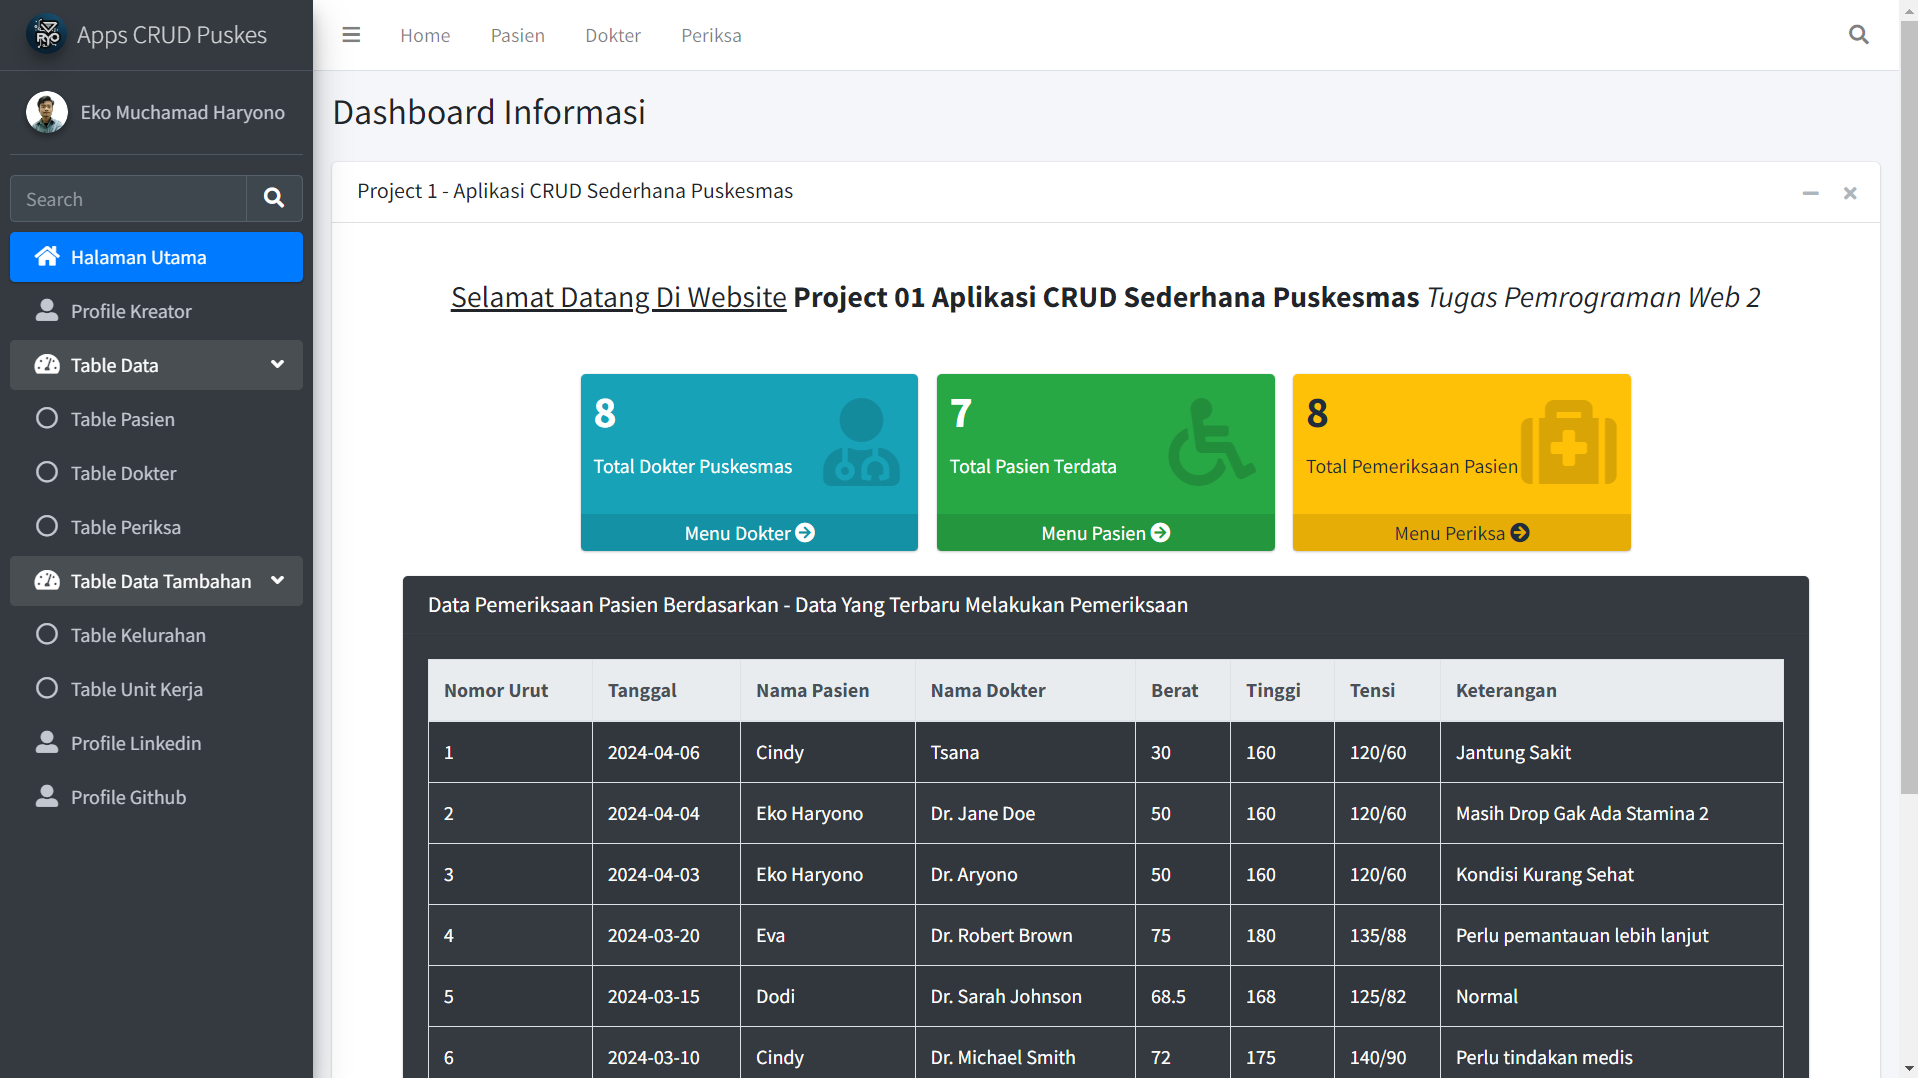 Apps CRUD Puskes
Home Pasien Dokter Periksa
Eko Muchamad Haryono
Search
Halaman Utama
Profile Kreator
Table Data
Table Pasien
Table Dokter
Table Periksa
Table Data Tambahan
Table Kelurahan
Table Unit Kerja
Profile Linkedin
Profile Github
Dashboard Informasi
Project 1 - Aplikasi CRUD Sederhana Puskesmas
Selamat Datang Di Website Project 01 Aplikasi CRUD Sederhana Puskesmas Tugas Pemrograman Web 2
8
Total Dokter Puskesmas
Menu Dokter
7
Total Pasien Terdata
Menu Pasien
8
Total Pemeriksaan Pasien
Menu Periksa
Data Pemeriksaan Pasien Berdasarkan - Data Yang Terbaru Melakukan Pemeriksaan
Nomor Urut Tanggal Nama Pasien Nama Dokter Berat Tinggi Tensi Keterangan
1 2024-04-06 Cindy Tsana 30 160 120/60 Jantung Sakit
2 2024-04-04 Eko Haryono Dr. Jane Doe 50 160 120/60 Masih Drop Gak Ada Stamina 2
3 2024-04-03 Eko Haryono Dr. Aryono 50 160 120/60 Kondisi Kurang Sehat
4 2024-03-20 Eva Dr. Robert Brown 75 180 135/88 Perlu pemantauan lebih lanjut
5 2024-03-15 Dodi Dr. Sarah Johnson 68.5 168 125/82 Normal
6 2024-03-10 Cindy Dr. Michael Smith 72 175 140/90 Perlu tindakan medis